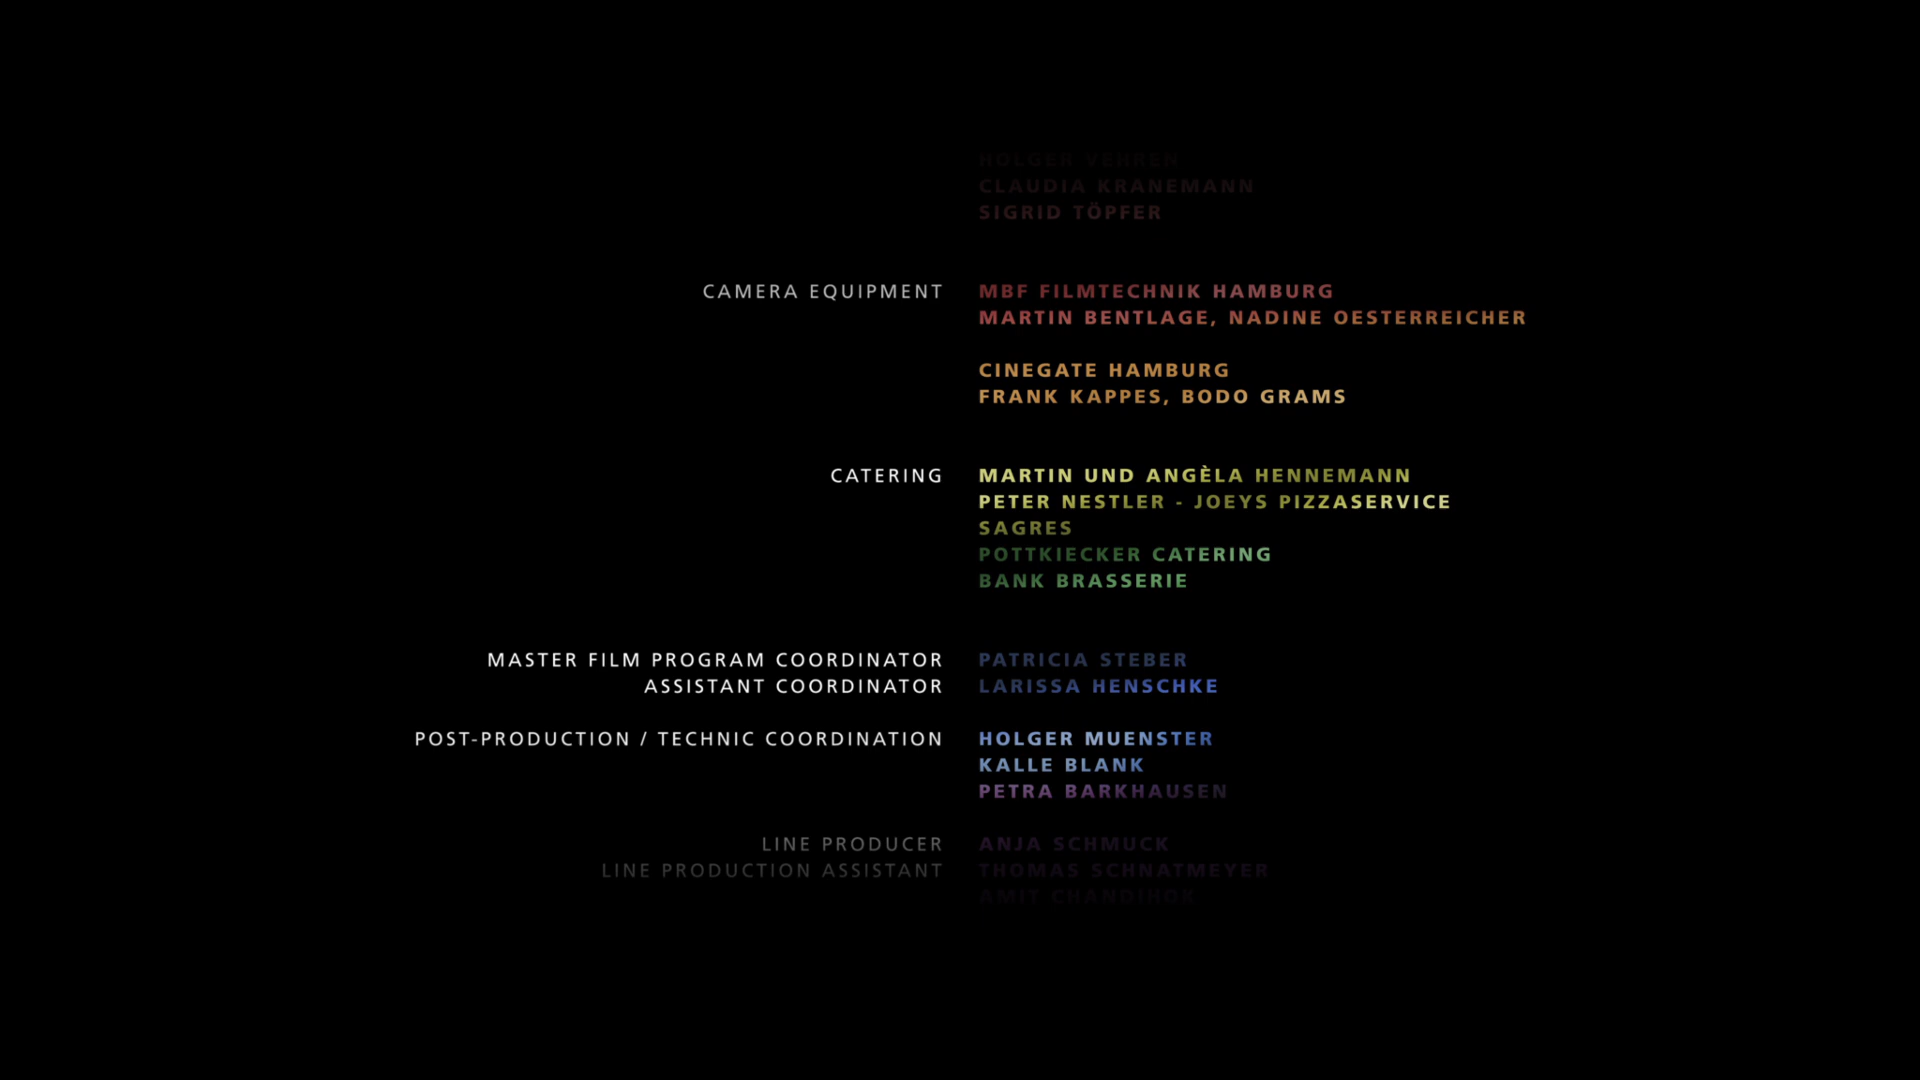 HOLGER VEHREN
CLAUDIA KRANEMANN
SIGRID TÖPFER
CAMERA EQUIPMENT MBF FILMTECHNIK HAMBURG
MARTIN BENTLAGE, NADINE OESTERREICHER
CINEGATE HAMBURG
FRANK KAPPES, BODO GRAMS
CATERING MARTIN UND ANGÈLA HENNEMANN
PETER NESTLER - JOEYS PIZZASERVICE
SAGRES
POTTKIECKER CATERING
BANK BRASSERIE
MASTER FILM PROGRAM COORDINATOR PATRICIA STEBER
ASSISTANT COORDINATOR LARISSA HENSCHKE
POST-PRODUCTION / TECHNIC COORDINATION HOLGER MUENSTER
KALLE BLANK
PETRA BARKHAUSEN
LINE PRODUCER ANJA SCHMUCK
LINE PRODUCTION ASSISTANT THOMAS SCHNATMEYER
AMIT